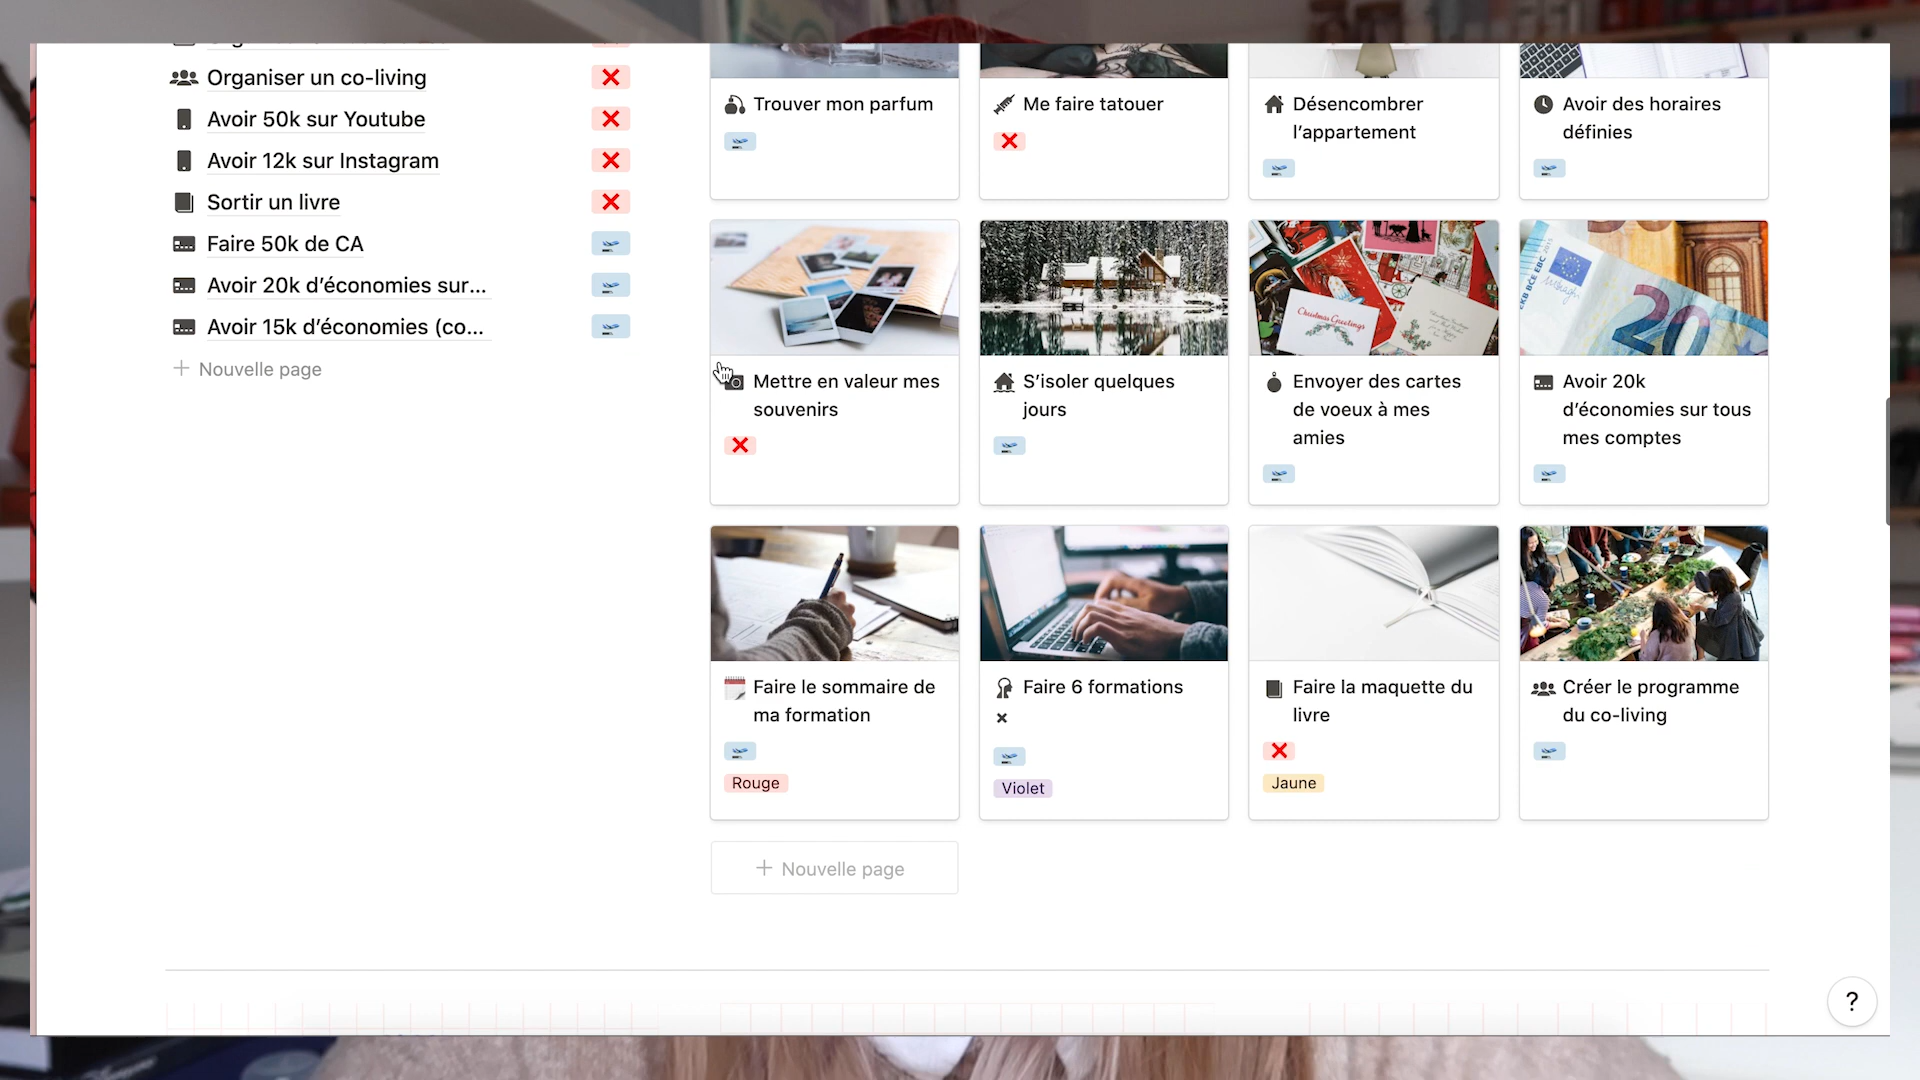 Organiser un co-living
Avoir 50k sur Youtube
Avoir 12k sur Instagram
Sortir un livre
Faire 50k de CA
Avoir 20k d’économies sur...
Avoir 15k d’économies (co...
Nouvelle page
Trouver mon parfum
Me faire tatouer
Désencombrer
l’appartement
Avoir des horaires
définies
Mettre en valeur mes
souvenirs
S’isoler quelques
jours
Christmas Greetings
Envoyer des cartes
de voeux à mes
amies
20
Avoir 20k
d’économies sur tous
mes comptes
Faire le sommaire de
ma formation
Rouge
Faire 6 formations
Violet
Faire la maquette du
livre
Jaune
Créer le programme
du co-living
Nouvelle page
?